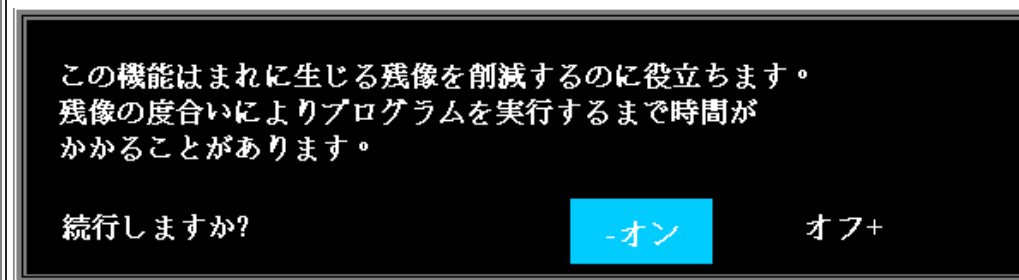 この機能はまれに生じる残像を削減するのに役立ちます。
残像の度合いによりプログラムを実行するまで時間が
かかることがあります。
続行しますか? -オン オフ+